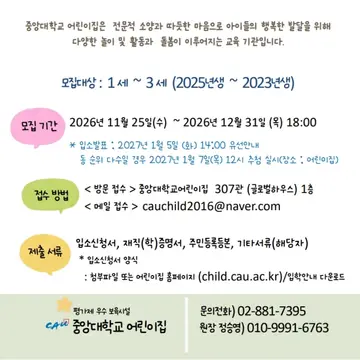 중앙대학교 어린이집은 전문적 소양과 따뜻한 마음으로 아이들의 행복한 발달을 위해
다양한 놀이 및 활동과 돌봄이 이루어지는 교육 기관입니다.
모집대상 : 1세 ~ 3세 (2025년생 ~ 2023년생)
모집 기간
2026년 11월 25일(수) ~ 2026년 12월 31일(목) 18:00
* 입소발표 : 2027년 1월 5일 (화) 14:00 유선안내
동 순위 다수일 경우 2027년 1월 7일(목) 12시 추첨 실시(장소 : 어린이집)
접수 방법
< 방문 접수 > 중앙대학교어린이집 307관 (글로벌하우스) 1층
< 메일 접수 > cauchild2016@naver.com
제출 서류
입소신청서, 재직(학)증명서, 주민등록등본, 기타서류(해당자)
* 입소신청서 양식
: 첨부파일 또는 어린이집 홈페이지 (child.cau.ac.kr)/입학안내 다운로드
평가제 우수 보육시설
CAU 중앙대학교 어린이집
문의전화) 02-881-7395
원장 정승영) 010-9991-6763